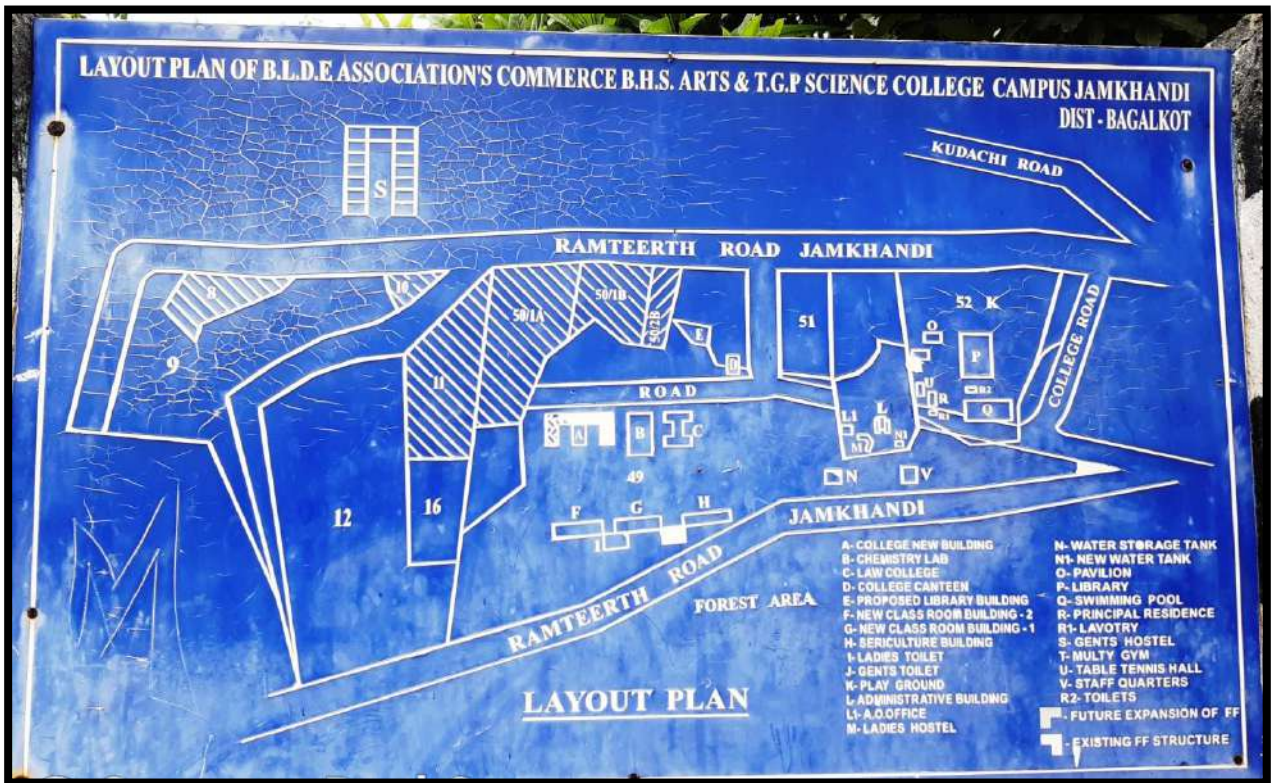 LAYOUT PLAN OF B.L.D.E ASSOCIATION'S COMMERCE B.H.S. ARTS & T.G.P SCIENCE COLLEGE CAMPUS JAMKHANDI
DIST - BAGALKOT
KUDACHI ROAD
S
RAMTEERTH ROAD JAMKHANDI
8
10
50/1A
50/1B
50/2B
51
52 K
9
11
E
D
O
P
COLLEGE ROAD
ROAD
U
R
R1
R2
Q
A
B
C
L1
L
M
N1
49
N
V
12
16
F
G
H
1
RAMTEERTH ROAD JAMKHANDI
FOREST AREA
LAYOUT PLAN
A- COLLEGE NEW BUILDING
B- CHEMISTRY LAB
C- LAW COLLEGE
D- COLLEGE CANTEEN
E- PROPOSED LIBRARY BUILDING
F- NEW CLASS ROOM BUILDING - 2
G- NEW CLASS ROOM BUILDING - 1
H- SERICULTURE BUILDING
1- LADIES TOILET
J- GENTS TOILET
K- PLAY GROUND
L- ADMINISTRATIVE BUILDING
L1- A.O.OFFICE
M- LADIES HOSTEL
N- WATER STORAGE TANK
N1- NEW WATER TANK
O- PAVILION
P- LIBRARY
Q- SWIMMING POOL
R- PRINCIPAL RESIDENCE
R1- LAVOTRY
S- GENTS HOSTEL
T- MULTY GYM
U- TABLE TENNIS HALL
V- STAFF QUARTERS
R2- TOILETS
- FUTURE EXPANSION OF FF
- EXISTING FF STRUCTURE